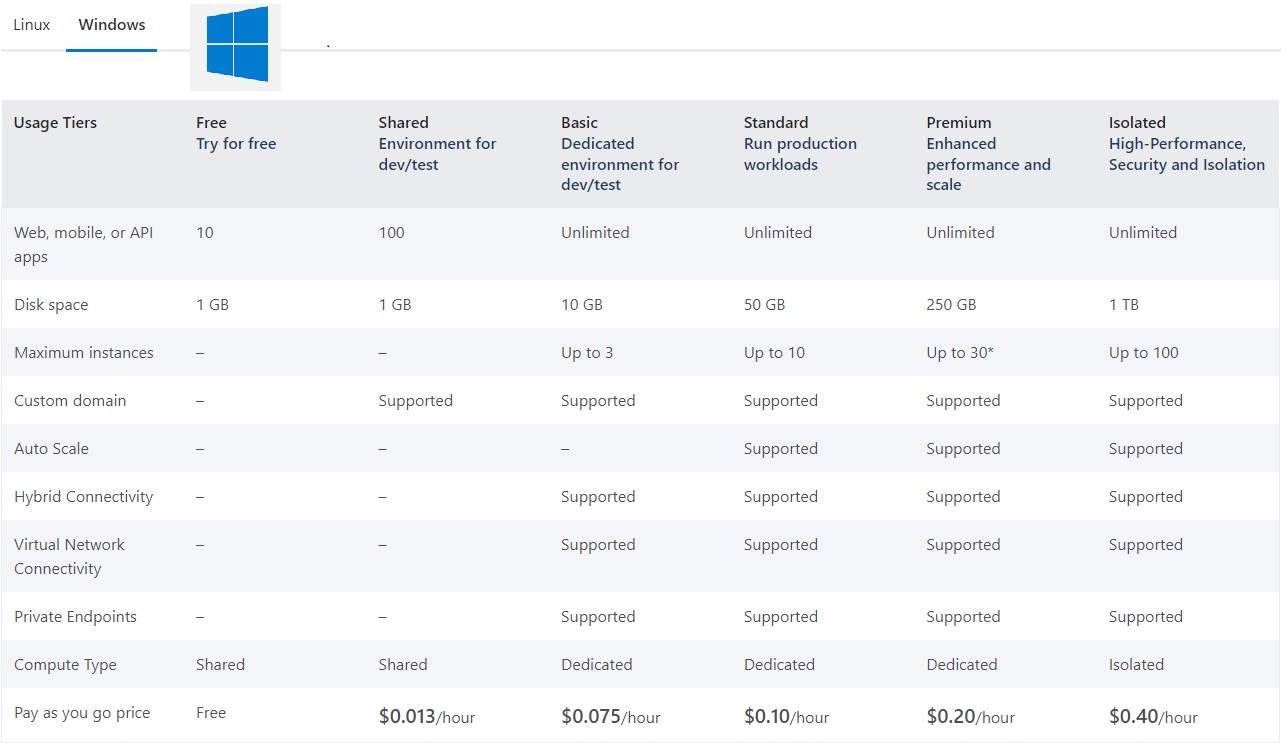 Linux Windows .
Usage Tiers Free Shared Basic Standard Premium Isolated
Try for free Environment for Dedicated Run production Enhanced High-Performance,
dev/test environment for workloads performance and Security and Isolation
dev/test scale
Web, mobile, or API 10 100 Unlimited Unlimited Unlimited Unlimited
apps
Disk space 1 GB 1 GB 10 GB 50 GB 250 GB 1 TB
Maximum instances – – Up to 3 Up to 10 Up to 30* Up to 100
Custom domain – Supported Supported Supported Supported Supported
Auto Scale – – – Supported Supported Supported
Hybrid Connectivity – – Supported Supported Supported Supported
Virtual Network – – Supported Supported Supported Supported
Connectivity
Private Endpoints – – Supported Supported Supported Supported
Compute Type Shared Shared Dedicated Dedicated Dedicated Isolated
Pay as you go price Free $0.013/hour $0.075/hour $0.10/hour $0.20/hour $0.40/hour